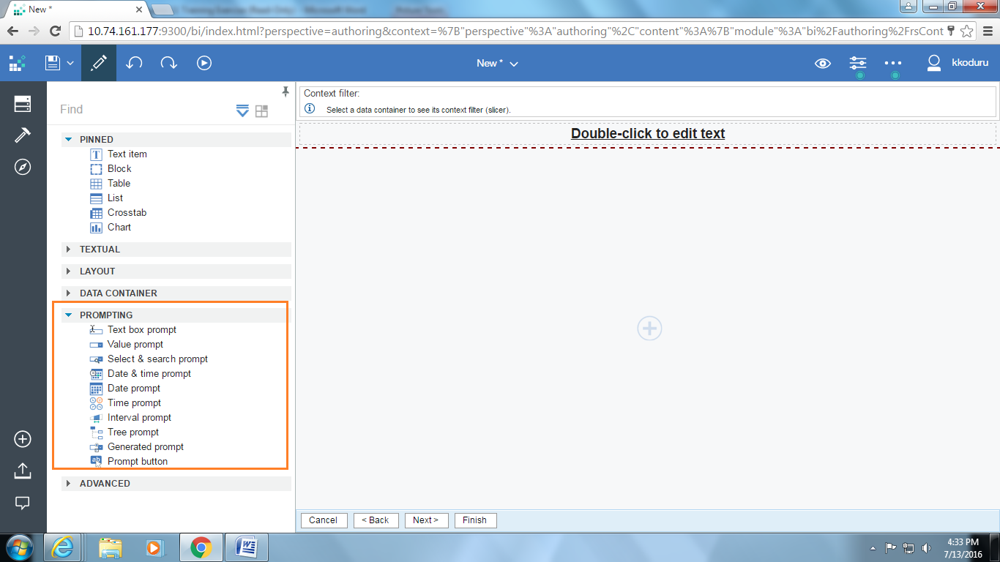 New *
10.74.161.177:9300/bi/index.html?perspective=authoring&context=%7B"perspective"%3A"authoring"%2C"content"%3A%7B"module"%3A"bi%2Fauthoring%2FrsCont
New *
kkoduru
Find
PINNED
Text item
Block
Table
List
Crosstab
Chart
TEXTUAL
LAYOUT
DATA CONTAINER
PROMPTING
Text box prompt
Value prompt
Select & search prompt
Date & time prompt
Date prompt
Time prompt
Interval prompt
Tree prompt
Generated prompt
Prompt button
ADVANCED
Context filter:
Select a data container to see its context filter (slicer).
Double-click to edit text
Cancel
< Back
Next >
Finish
4:33 PM
7/13/2016